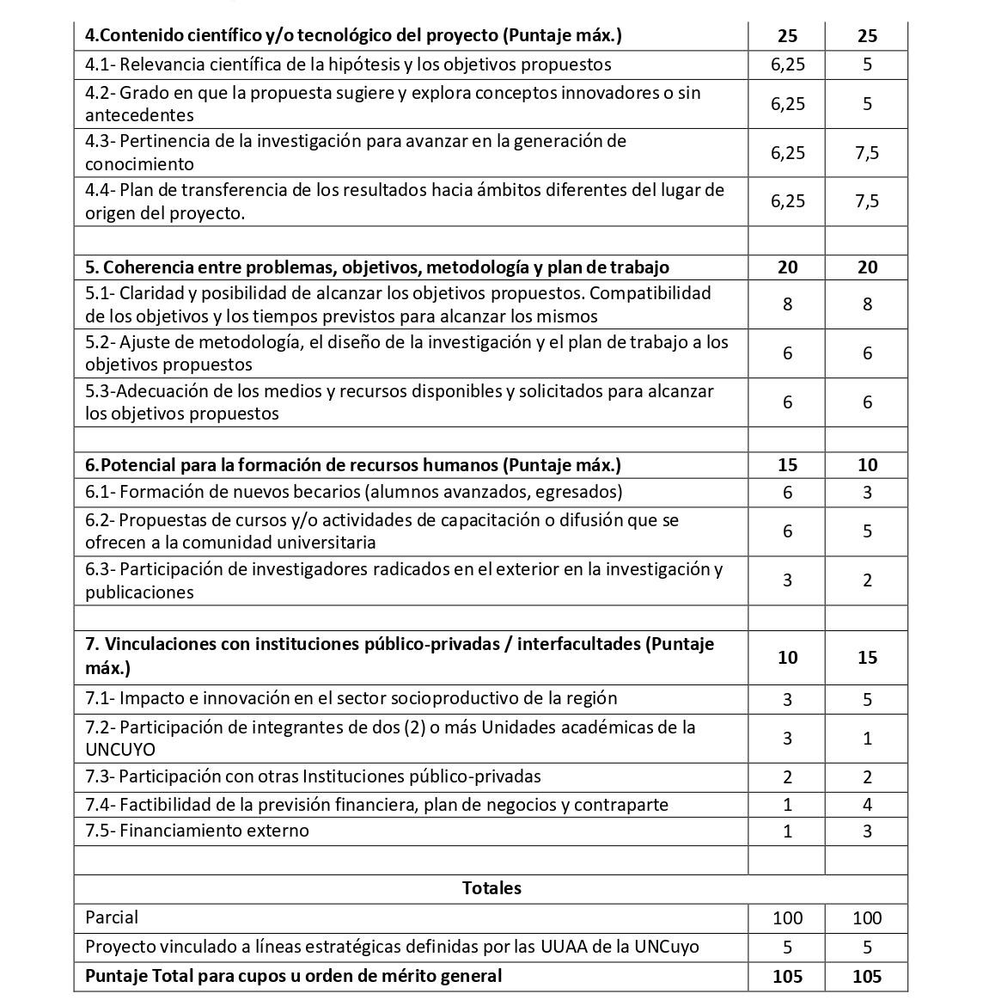 4.Contenido científico y/o tecnológico del proyecto (Puntaje máx.) 25 25
4.1- Relevancia científica de la hipótesis y los objetivos propuestos 6,25 5
4.2- Grado en que la propuesta sugiere y explora conceptos innovadores o sin
antecedentes 6,25 5
4.3- Pertinencia de la investigación para avanzar en la generación de
conocimiento 6,25 7,5
4.4- Plan de transferencia de los resultados hacia ámbitos diferentes del lugar de
origen del proyecto. 6,25 7,5
5. Coherencia entre problemas, objetivos, metodología y plan de trabajo 20 20
5.1- Claridad y posibilidad de alcanzar los objetivos propuestos. Compatibilidad
de los objetivos y los tiempos previstos para alcanzar los mismos 8 8
5.2- Ajuste de metodología, el diseño de la investigación y el plan de trabajo a los
objetivos propuestos 6 6
5.3-Adecuación de los medios y recursos disponibles y solicitados para alcanzar
los objetivos propuestos 6 6
6.Potencial para la formación de recursos humanos (Puntaje máx.) 15 10
6.1- Formación de nuevos becarios (alumnos avanzados, egresados) 6 3
6.2- Propuestas de cursos y/o actividades de capacitación o difusión que se
ofrecen a la comunidad universitaria 6 5
6.3- Participación de investigadores radicados en el exterior en la investigación y
publicaciones 3 2
7. Vinculaciones con instituciones público-privadas / interfacultades (Puntaje
máx.) 10 15
7.1- Impacto e innovación en el sector socioproductivo de la región 3 5
7.2- Participación de integrantes de dos (2) o más Unidades académicas de la
UNCUYO 3 1
7.3- Participación con otras Instituciones público-privadas 2 2
7.4- Factibilidad de la previsión financiera, plan de negocios y contraparte 1 4
7.5- Financiamiento externo 1 3
Totales
Parcial 100 100
Proyecto vinculado a líneas estratégicas definidas por las UUAA de la UNCuyo 5 5
Puntaje Total para cupos u orden de mérito general 105 105